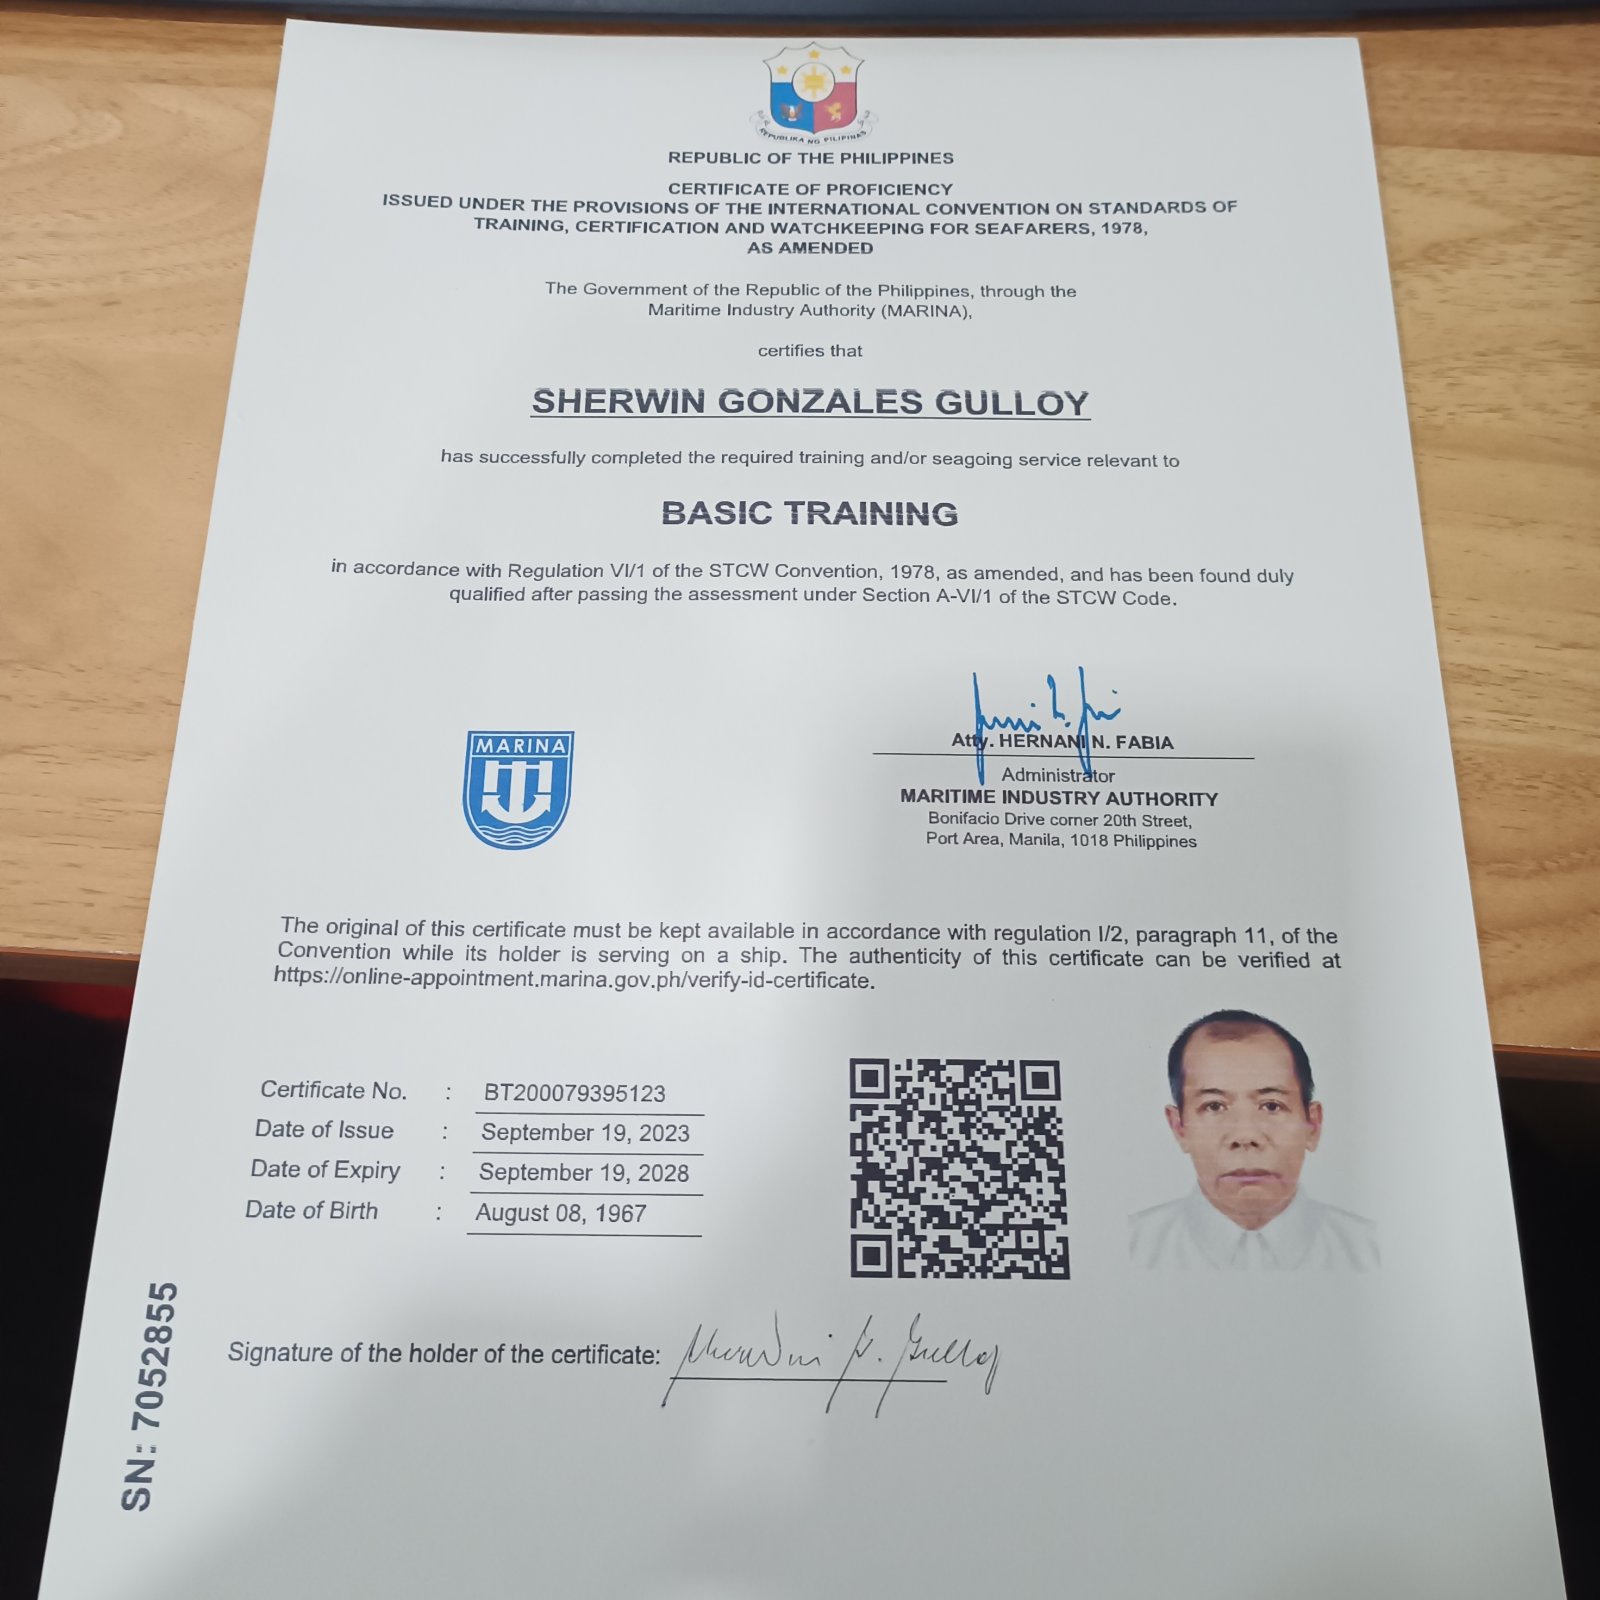 REPUBLIKA NG PILIPINAS
REPUBLIC OF THE PHILIPPINES
CERTIFICATE OF PROFICIENCY
ISSUED UNDER THE PROVISIONS OF THE INTERNATIONAL CONVENTION ON STANDARDS OF
TRAINING, CERTIFICATION AND WATCHKEEPING FOR SEAFARERS, 1978,
AS AMENDED
The Government of the Republic of the Philippines, through the
Maritime Industry Authority (MARINA),
certifies that
SHERWIN GONZALES GULLOY
has successfully completed the required training and/or seagoing service relevant to
BASIC TRAINING
in accordance with Regulation VI/1 of the STCW Convention, 1978, as amended, and has been found duly
qualified after passing the assessment under Section A-VI/1 of the STCW Code.
MARINA
Atty. HERNANI N. FABIA
Administrator
MARITIME INDUSTRY AUTHORITY
Bonifacio Drive corner 20th Street,
Port Area, Manila, 1018 Philippines
The original of this certificate must be kept available in accordance with regulation I/2, paragraph 11, of the
Convention while its holder is serving on a ship. The authenticity of this certificate can be verified at
https://online-appointment.marina.gov.ph/verify-id-certificate.
Certificate No. : BT200079395123
Date of Issue : September 19, 2023
Date of Expiry : September 19, 2028
Date of Birth : August 08, 1967
Signature of the holder of the certificate: Sherwin G. Gulloy
SN: 7052855